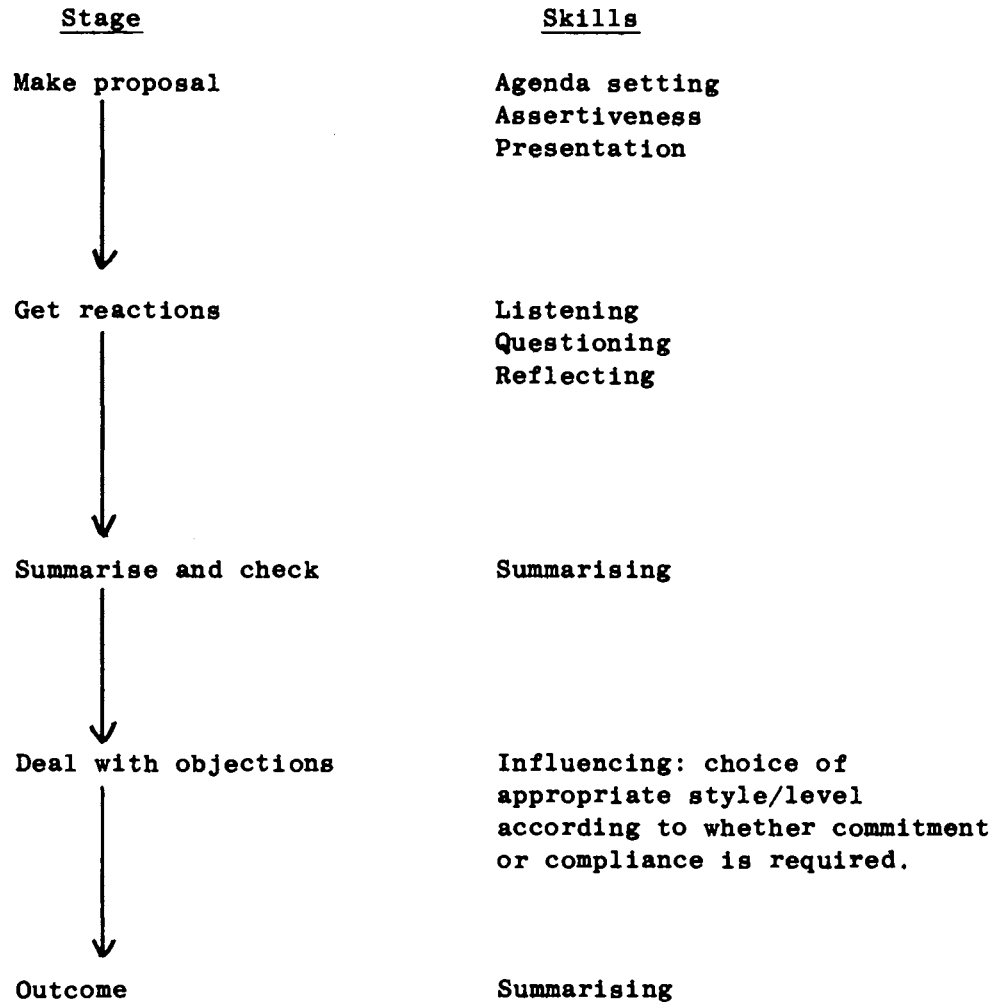 Stage Skills
Make proposal Agenda setting
Assertiveness
Presentation
Get reactions Listening
Questioning
Reflecting
Summarise and check Summarising
Deal with objections Influencing: choice of
appropriate style/level
according to whether commitment
or compliance is required.
Outcome Summarising